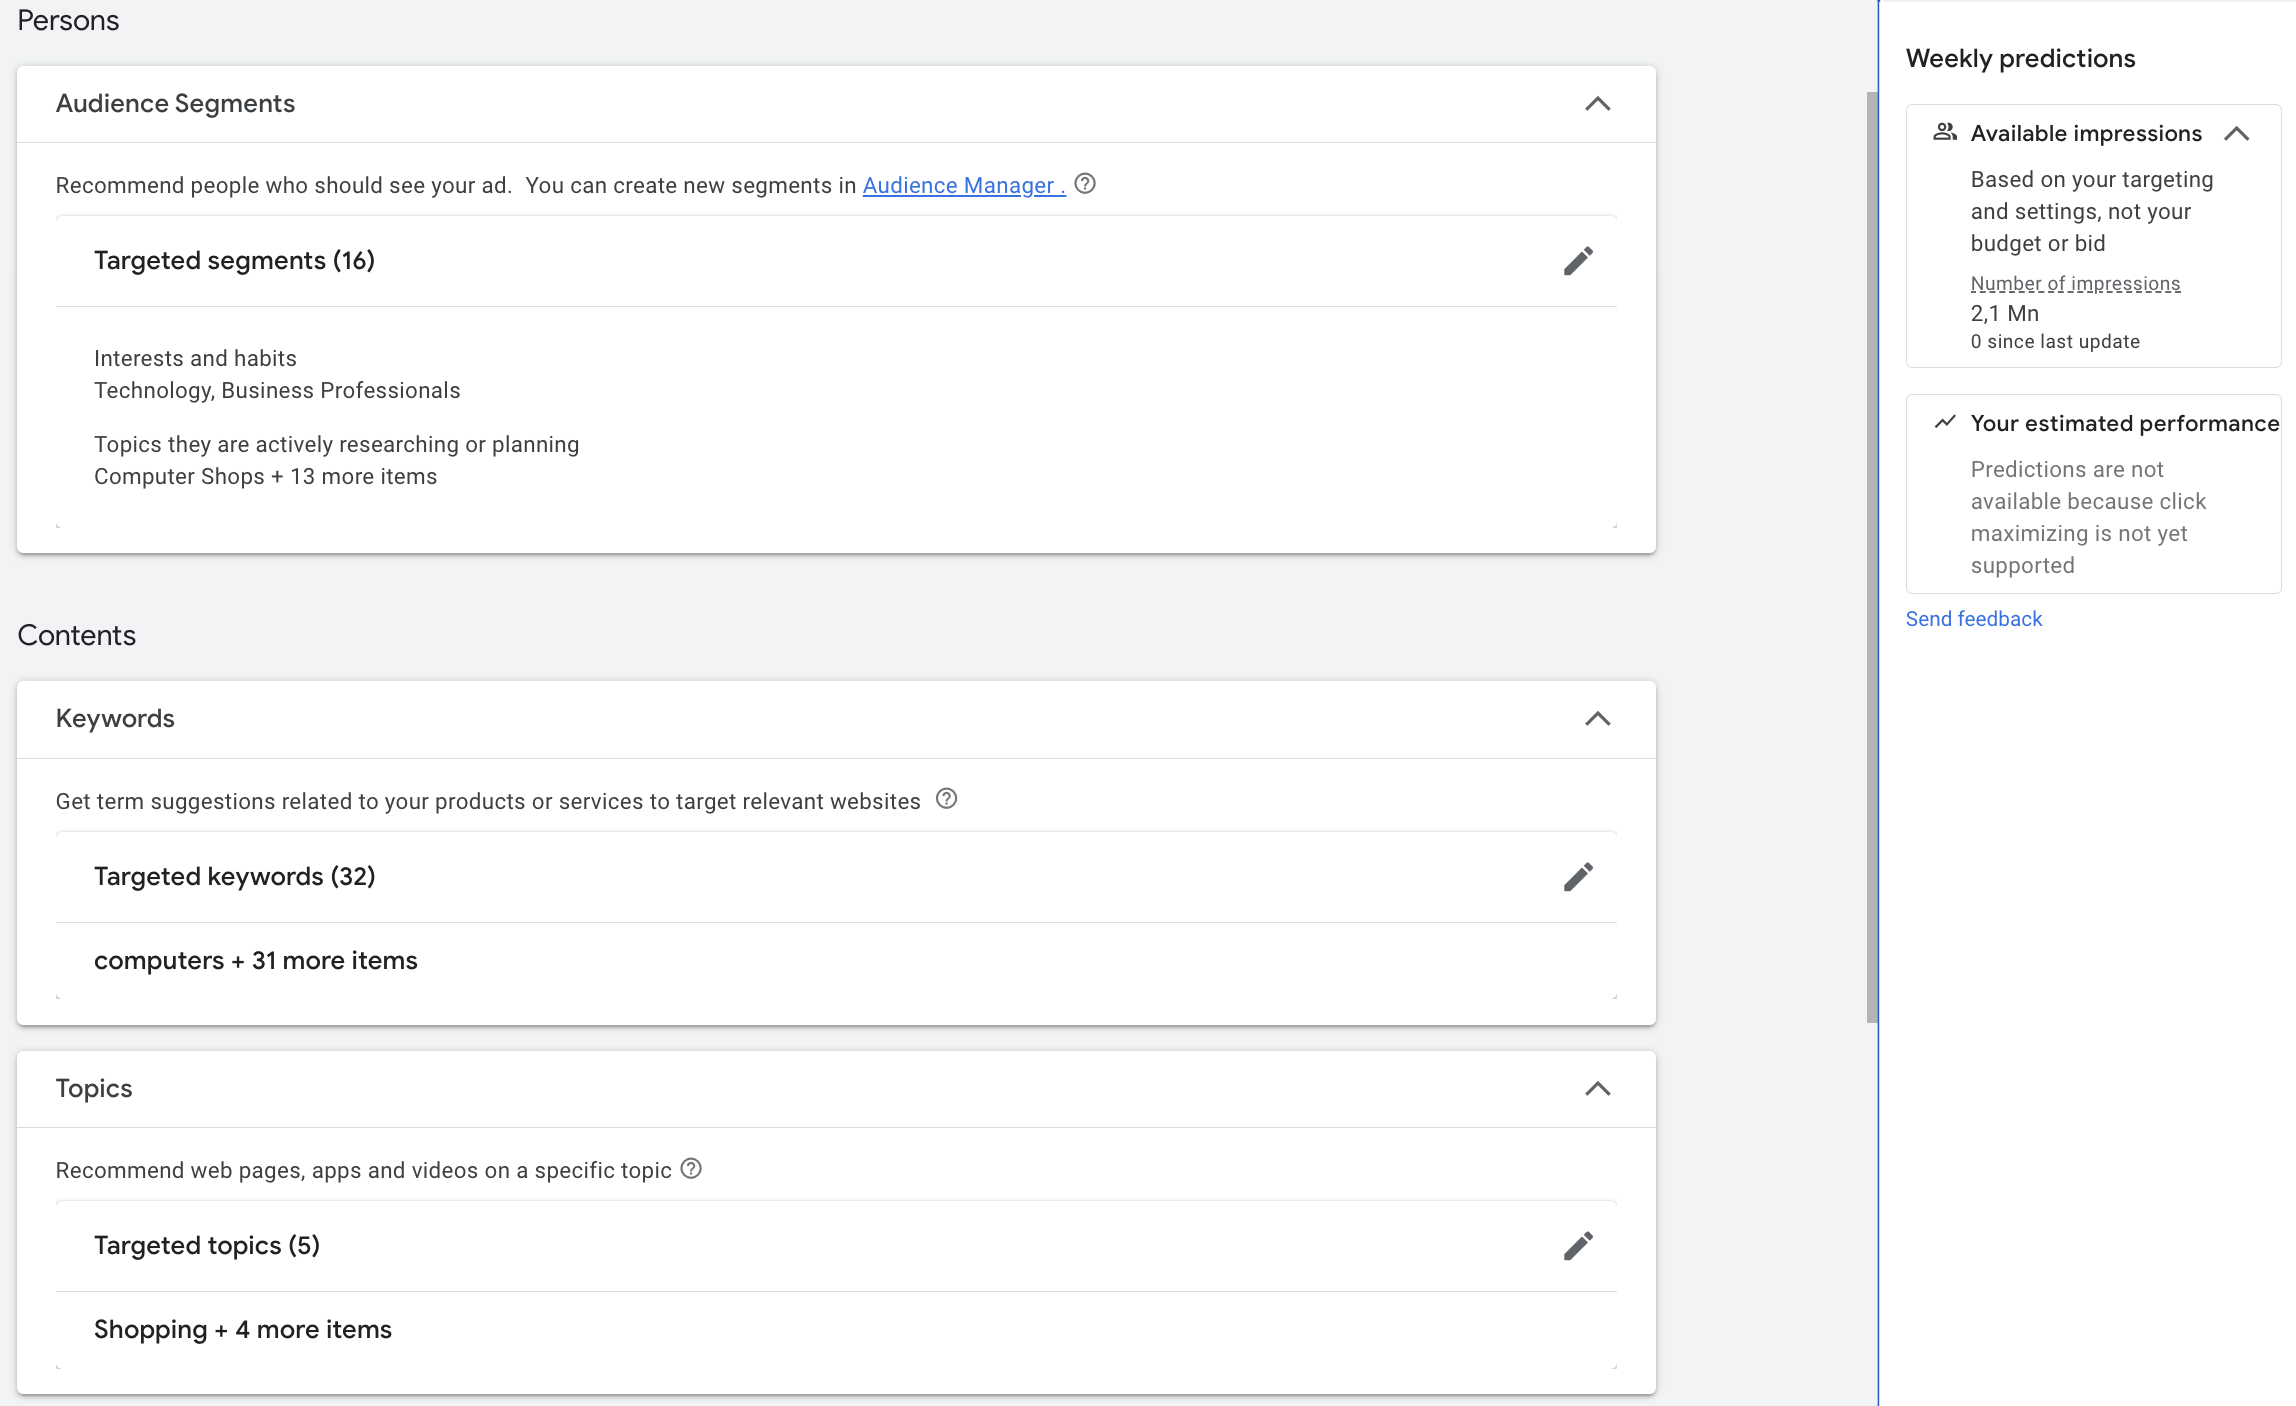 Persons
Audience Segments
Recommend people who should see your ad. You can create new segments in Audience Manager .
Targeted segments (16)
Interests and habits
Technology, Business Professionals
Topics they are actively researching or planning
Computer Shops + 13 more items
Contents
Keywords
Get term suggestions related to your products or services to target relevant websites
Targeted keywords (32)
computers + 31 more items
Topics
Recommend web pages, apps and videos on a specific topic
Targeted topics (5)
Shopping + 4 more items
Weekly predictions
Available impressions
Based on your targeting
and settings, not your
budget or bid
Number of impressions
2,1 Mn
0 since last update
Your estimated performance
Predictions are not
available because click
maximizing is not yet
supported
Send feedback